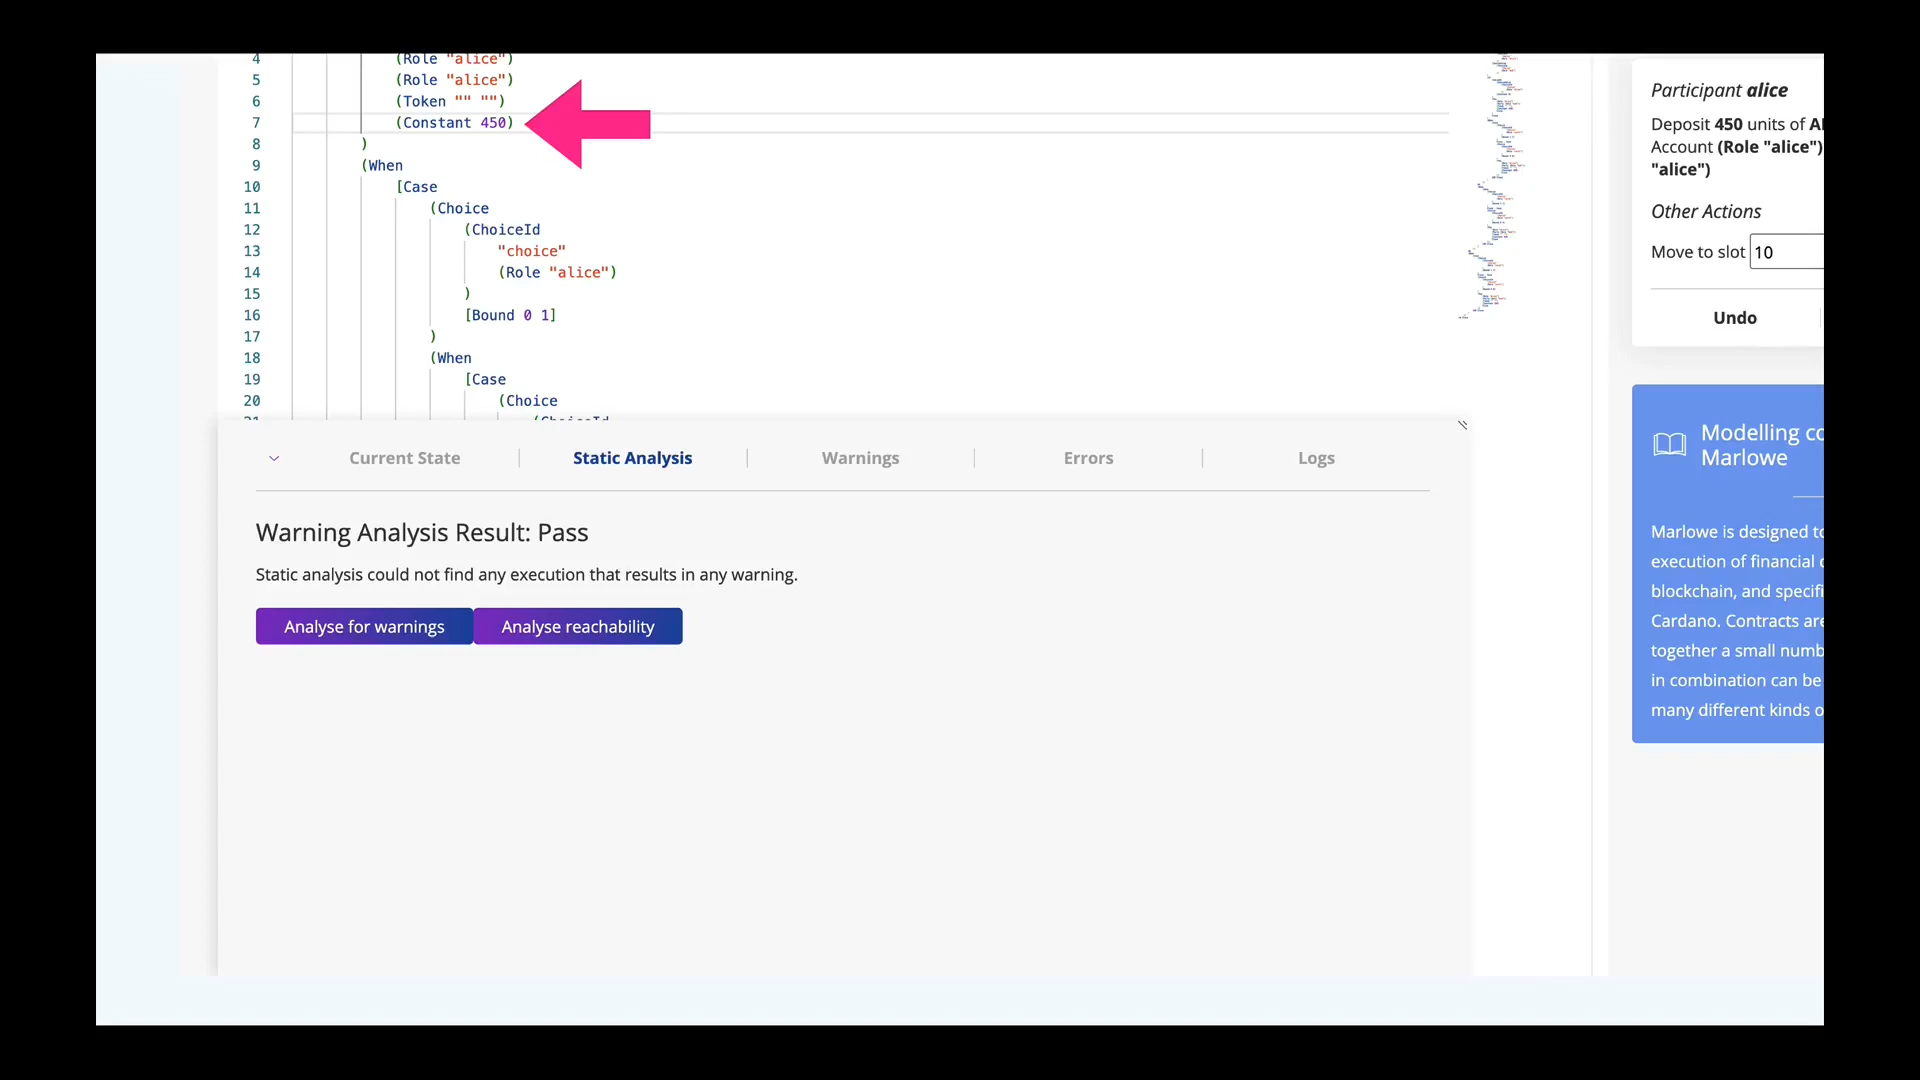 4 (Role "alice")
5 (Role "alice")
6 (Token "" "")
7 (Constant 450)
8 )
9 (When
10 [Case
11 (Choice
12 (ChoiceId
13 "choice"
14 (Role "alice")
15 )
16 [Bound 0 1]
17 )
18 (When
19 [Case
20 (Choice
21 (ChoiceId
Current State
Static Analysis
Warnings
Errors
Logs
Warning Analysis Result: Pass
Static analysis could not find any execution that results in any warning.
Analyse for warnings
Analyse reachability
Participant alice
Deposit 450 units of A
Account (Role "alice")
"alice")
Other Actions
Move to slot 10
Undo
Modelling co
Marlowe
Marlowe is designed to
execution of financial
blockchain, and specifi
Cardano. Contracts are
together a small numb
in combination can be
many different kinds o